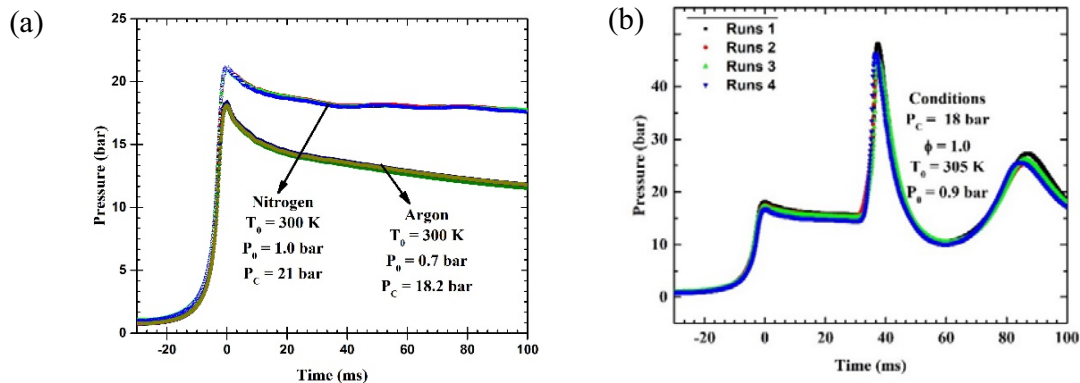 (a)
25
20
15
10
5
0
Pressure (bar)
Nitrogen
T0 = 300 K
P0 = 1.0 bar
PC = 21 bar
Argon
T0 = 300 K
P0 = 0.7 bar
PC = 18.2 bar
-20 0 20 40 60 80 100
Time (ms)
(b)
Runs 1
Runs 2
Runs 3
Runs 4
40
30
20
10
0
Pressure (bar)
Conditions
PC = 18 bar
ϕ = 1.0
T0 = 305 K
P0 = 0.9 bar
-20 0 20 40 60 80 100
Time (ms)